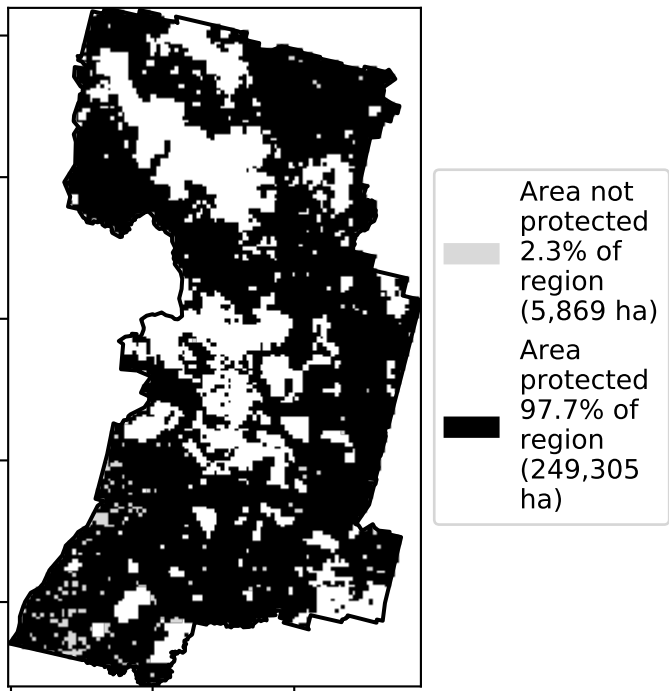 Area not
protected
2.3% of
region
(5,869 ha)
Area
protected
97.7% of
region
(249,305
ha)